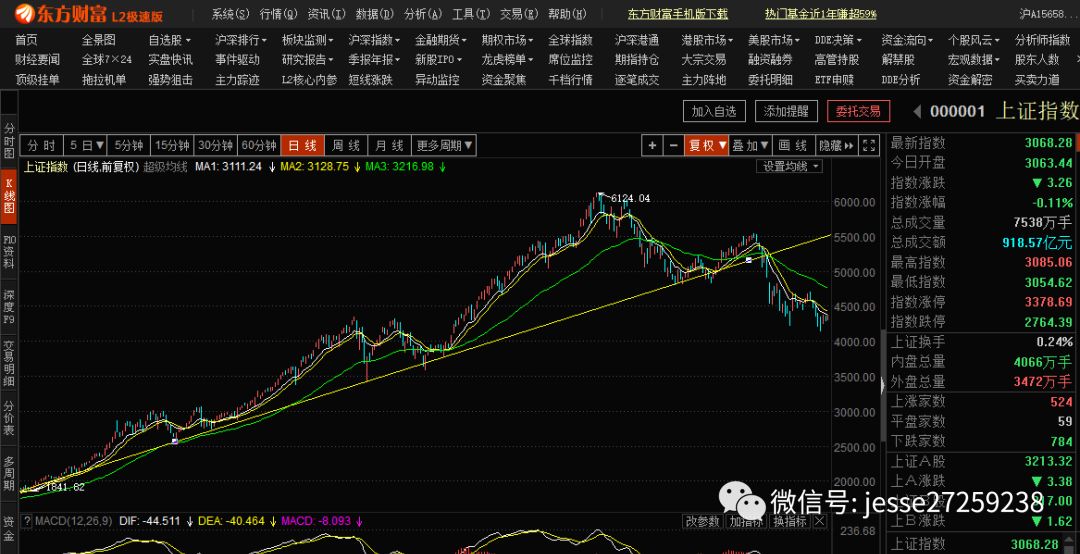 东方财富 L2极速版 系统(S) 行情(Q) 资讯(I) 数据(D) 分析(A) 工具(T) 交易(E) 帮助(H) 东方财富手机版下载 热门基金近1年赚超59% 沪A15658...
首页 全景图 自选股 沪深排行 板块监测 沪深指数 金融期货 期权市场 全球指数 沪深港通 港股市场 美股市场 DDE决策 资金流向 个股风云 分析师指数
财经要闻 全球7×24 实盘快讯 事件驱动 研究报告 季报年报 新股IPO 龙虎榜单 席位监控 期指持仓 大宗交易 融资融券 高管持股 解禁股 宏观数据 股东人数
顶级挂单 拖拉机单 强势狙击 主力踪迹 L2核心内参 短线涨跌 异动监控 资金聚焦 千档行情 逐笔成交 主力阵地 委托明细 ETF申赎 DDE分析 资金解密 买卖力道
加入自选 添加提醒 委托交易 000001 上证指数
分时 5日 5分钟 15分钟 30分钟 60分钟 日线 周线 月线 更多周期 + - 复权 叠加 画线 隐藏
上证指数 (日线,前复权) 超级均线 MA1: 3111.24 ↓ MA2: 3128.75 ↓ MA3: 3216.98 ↓ 设置均线
分时图
K线图
F10资料
深度F9
交易明细
分价表
多周期
资金
6124.04
1841.82
6000.00
5500.00
5000.00
4500.00
4000.00
3500.00
3000.00
2500.00
2000.00
最新指数 3068.28
今日开盘 3063.44
指数涨跌 ▼ 3.26
指数涨幅 -0.11%
总成交量 7538万手
总成交额 918.57亿元
最高指数 3085.06
最低指数 3054.62
指数涨停 3378.69
指数跌停 2764.39
上证换手 0.24%
内盘总量 4066万手
外盘总量 3472万手
上涨家数 524
平盘家数 59
下跌家数 784
上证A股 3213.32
上A涨跌 ▼ 3.38
上B涨跌 ▼ 1.62
上证指数 3068.28
微信号: jesse27259238
? MACD(12,26,9) DIF: -44.511 ↓ DEA: -40.464 ↓ MACD: -8.093 ↓ 改参数 加指标 换指标
236.68